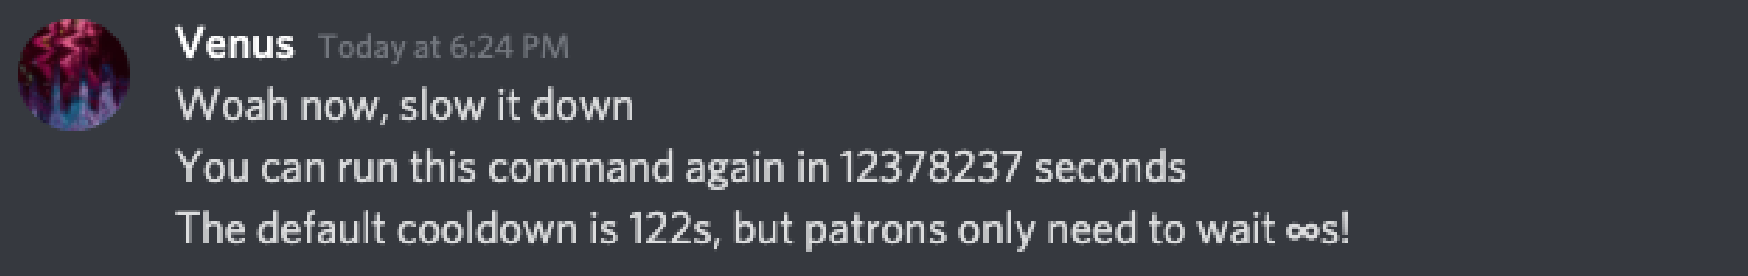 Venus Today at 6:24 PM
Woah now, slow it down
You can run this command again in 12378237 seconds
The default cooldown is 122s, but patrons only need to wait ∞s!